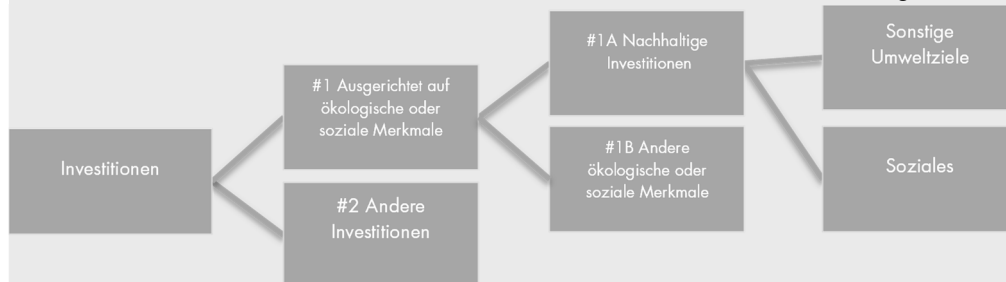 Investitionen
#1 Ausgerichtet auf
ökologische oder
soziale Merkmale
#2 Andere
Investitionen
#1A Nachhaltige
Investitionen
#1B Andere
ökologische oder
soziale Merkmale
Sonstige
Umweltziele
Soziales